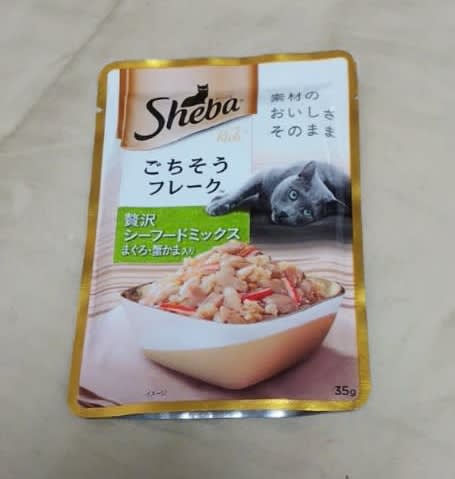 Sheba
Rich
素材の
おいしさ
そのまま
ごちそう
フレーク
贅沢
シーフードミックス
まぐろ・蟹かま入り
-イメージ-
35g